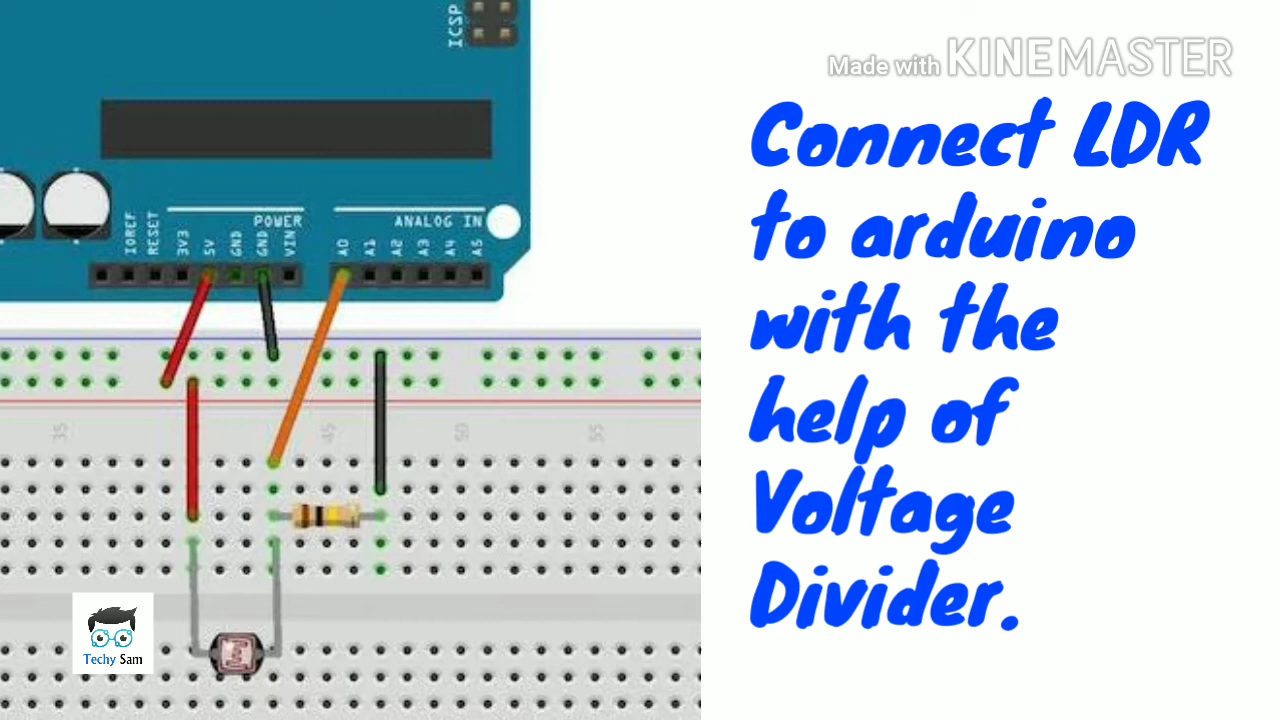 ICSP
Made with KINEMASTER
Connect LDR
to arduino
with the
help of
Voltage
Divider.
POWER
ANALOG IN
IOREF
RESET
3V3
5V
GND
GND
VIN
A0
A1
A2
A3
A4
A5
35
45
50
55
Techy Sam